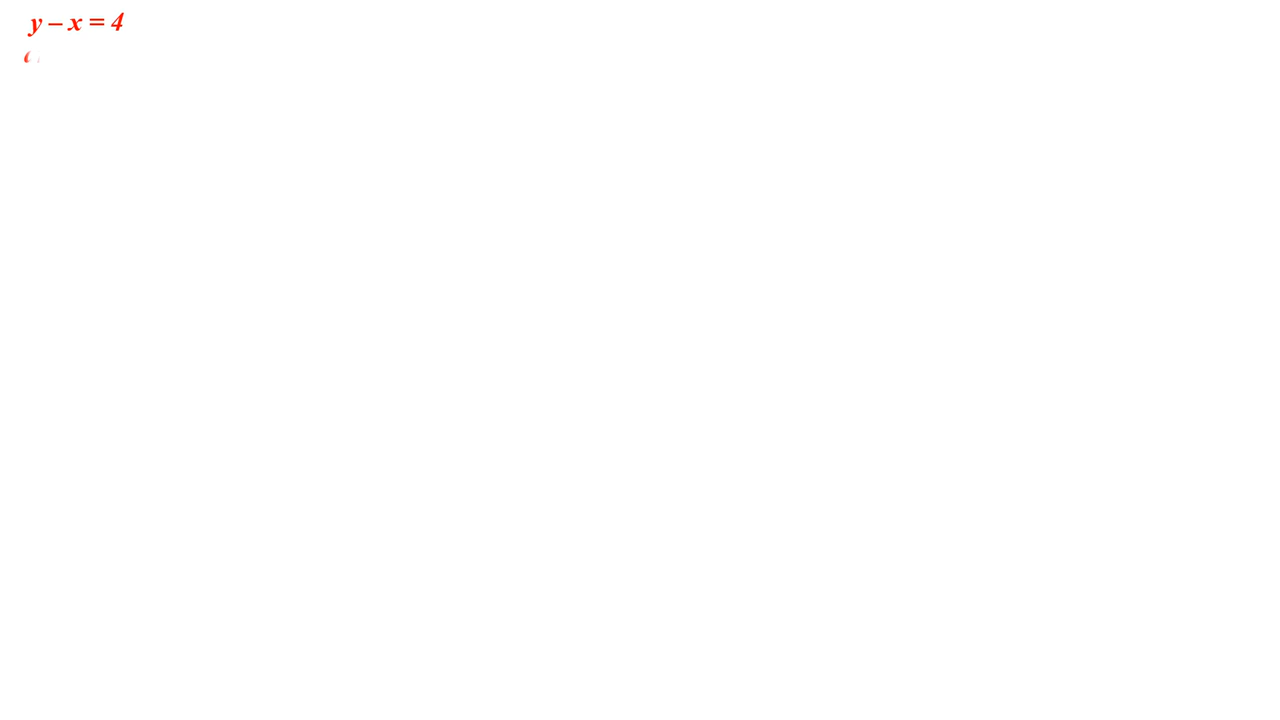 y – x = 4